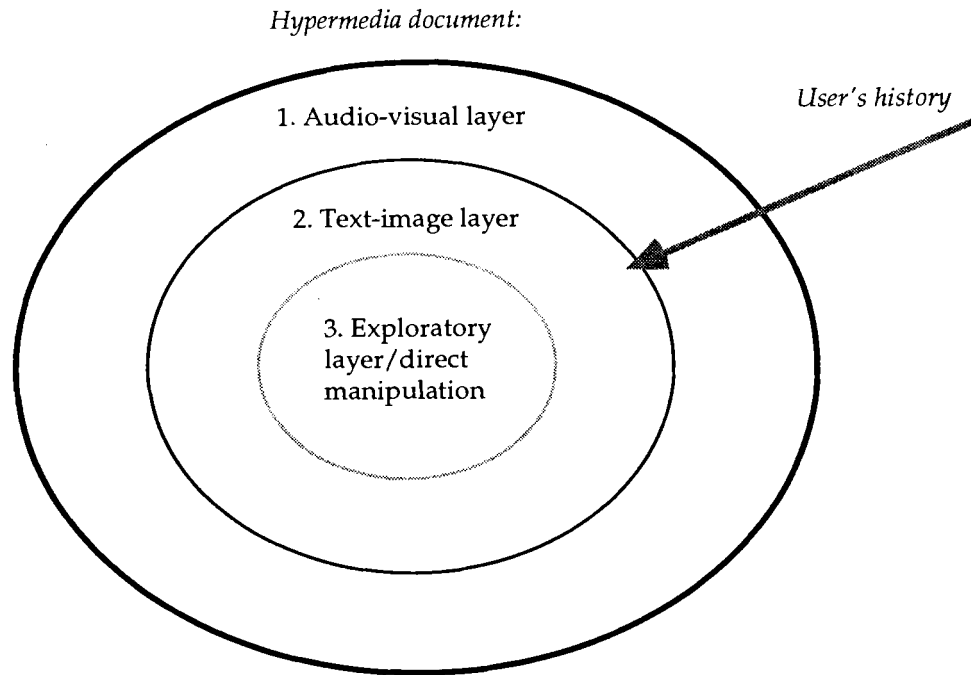 Hypermedia document:
User's history
1. Audio-visual layer
2. Text-image layer
3. Exploratory
layer/direct
manipulation